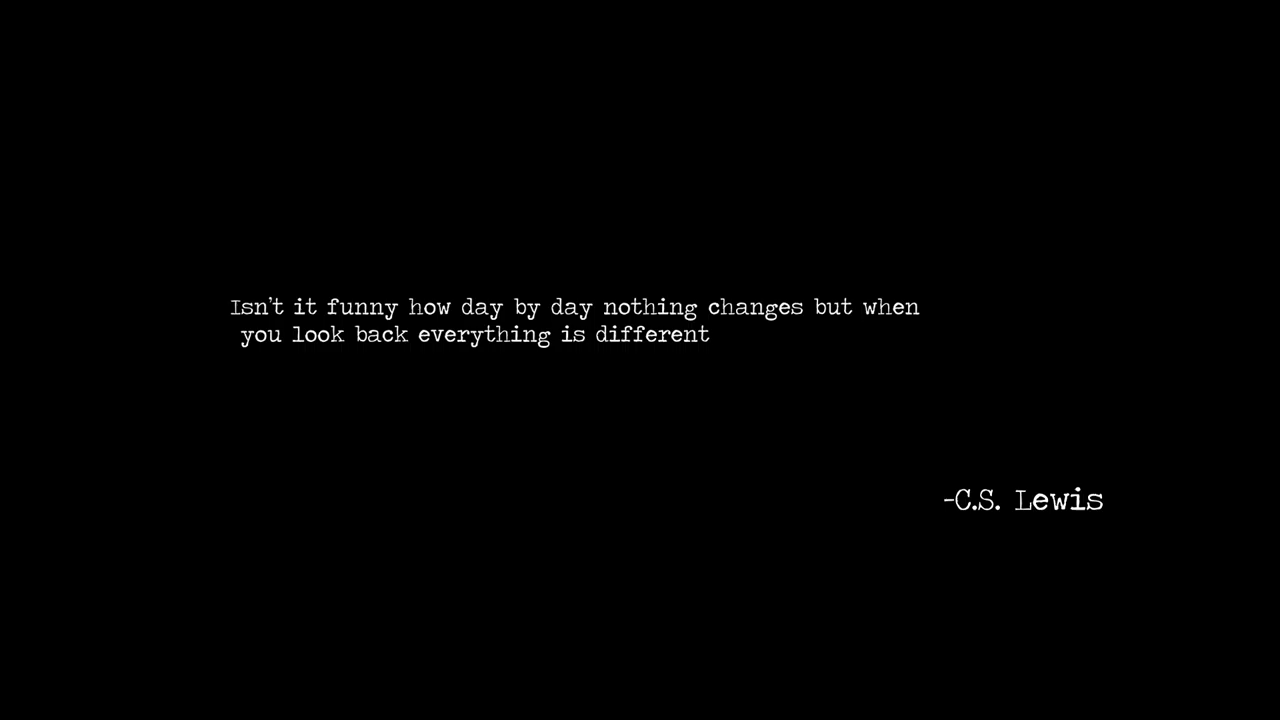 Isn't it funny how day by day nothing changes but when
you look back everything is different
-C.S. Lewis